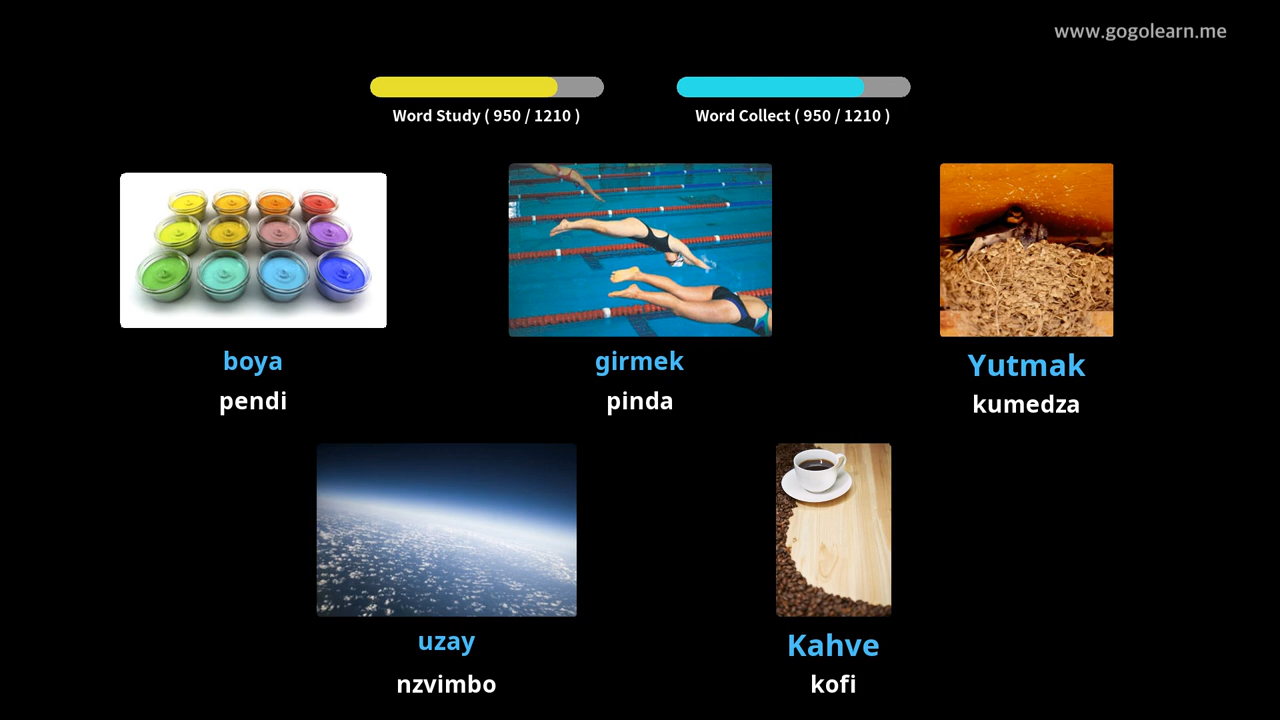 www.gogolearn.me
Word Study ( 950 / 1210 )
Word Collect ( 950 / 1210 )
boya
pendi
girmek
pinda
Yutmak
kumedza
uzay
nzvimbo
Kahve
kofi